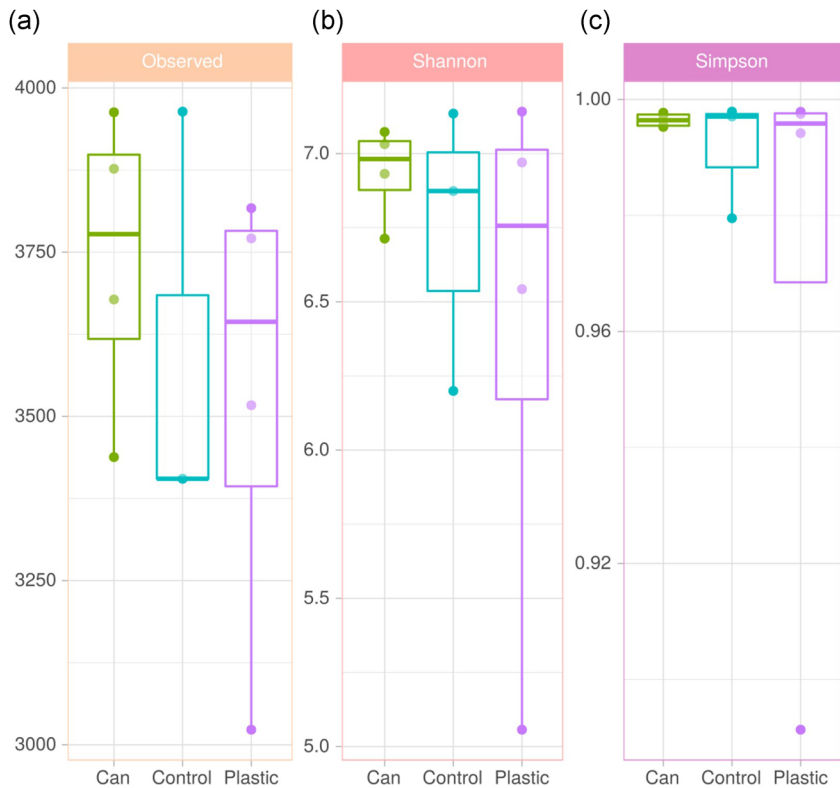 (a)
Observed
4000
3750
3500
3250
3000
Can Control Plastic
(b)
Shannon
7.0
6.5
6.0
5.5
5.0
Can Control Plastic
(c)
Simpson
1.00
0.96
0.92
Can Control Plastic